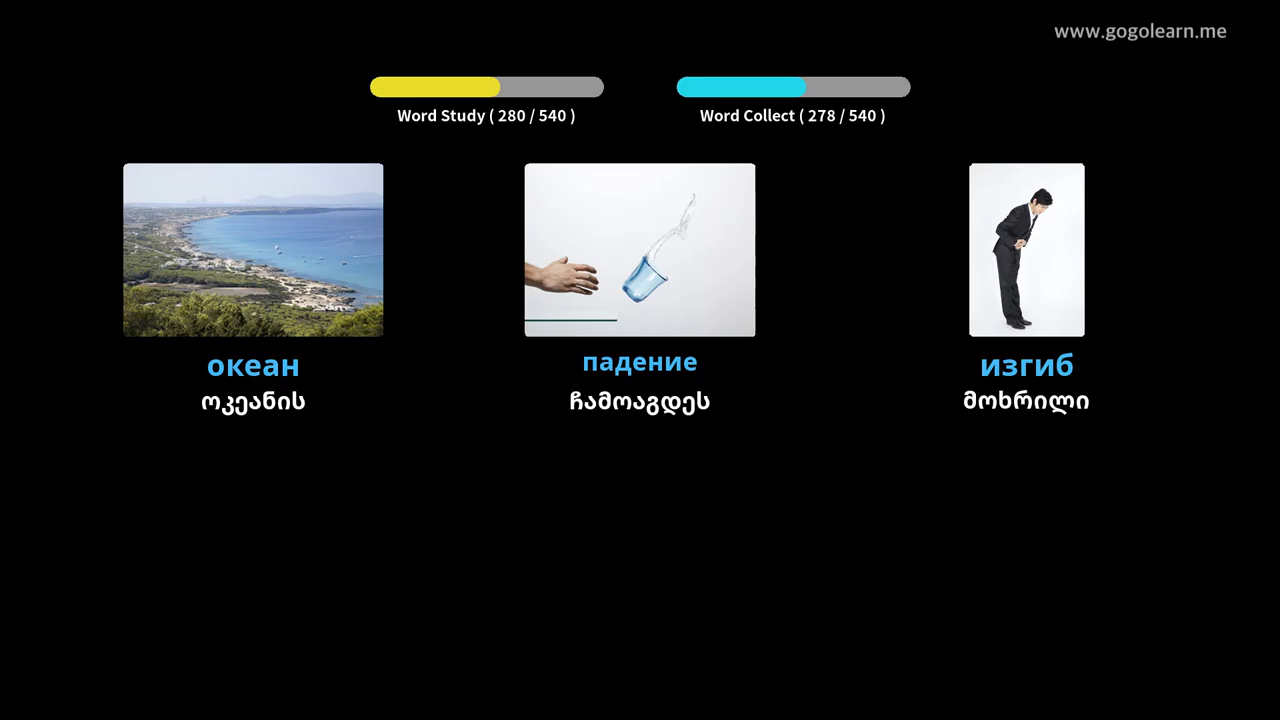 www.gogolearn.me
Word Study ( 280 / 540 )
Word Collect ( 278 / 540 )
океан
падение
изгиб
ოკეანის
ჩამოაგდეს
მოხრილი